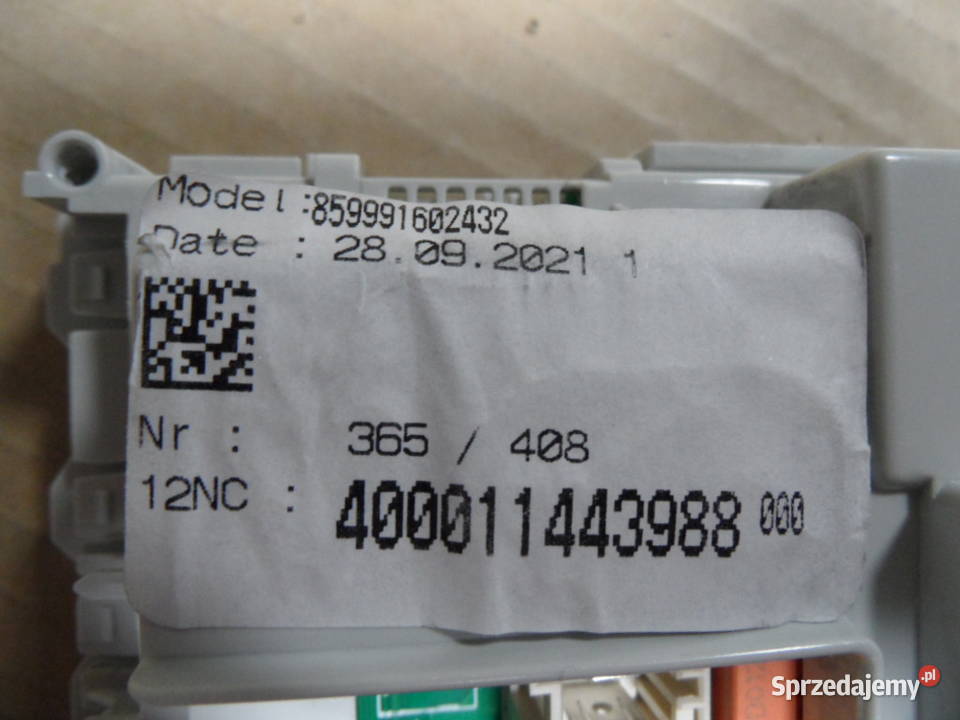 Model:859991602432
Date : 28.09.2021 1
Nr : 365 / 408
12NC : 400011443988 000
Sprzedajemy.pl